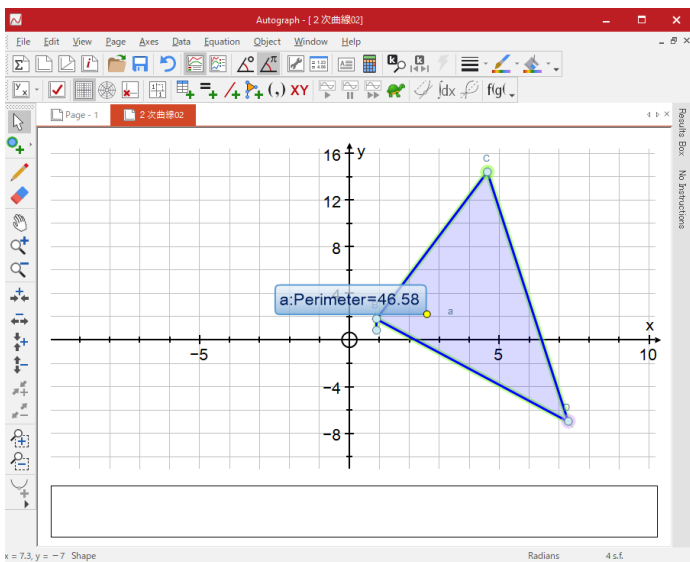 Autograph - [２次曲線02]
File Edit View Page Axes Data Equation Object Window Help
XY
∫dx
f(g(
Page - 1
２次曲線02
Results Box
No Instructions
16
y
C
12
8
a:Perimeter=46.58
a
x
−5
5
10
−4
−8
x = 7.3, y = −7 Shape
Radians
4 s.f.